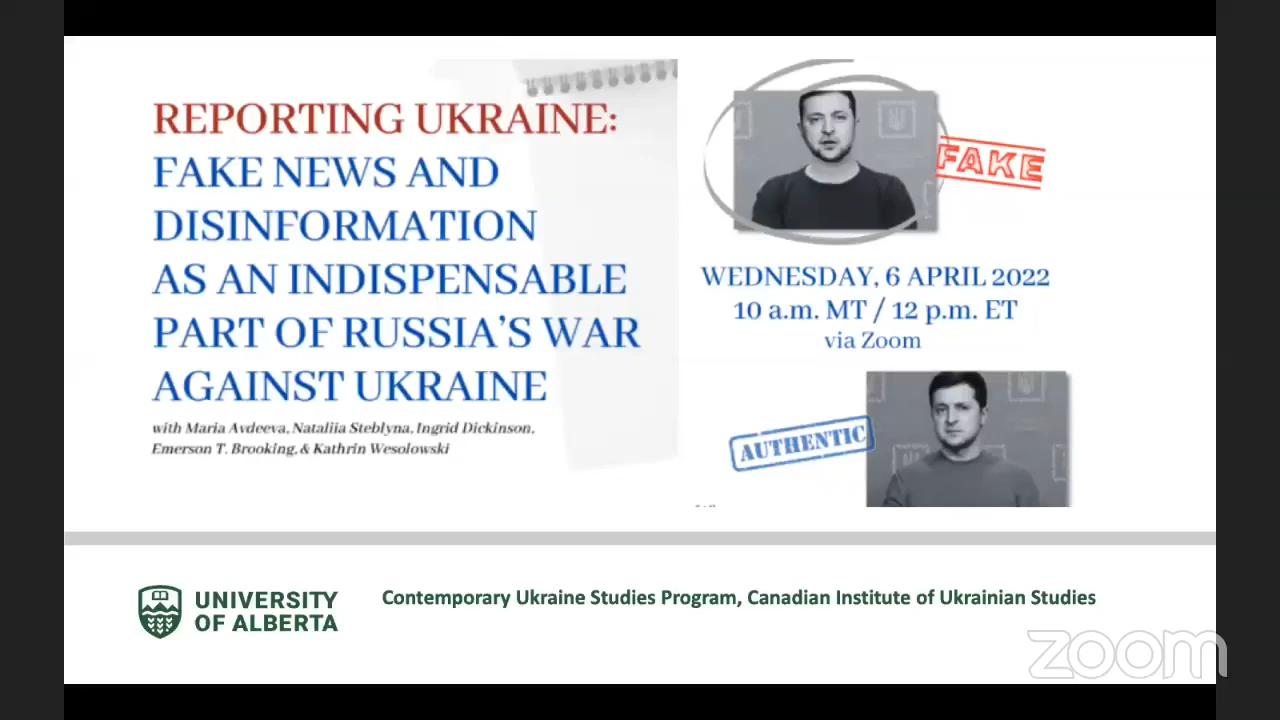 REPORTING UKRAINE:
FAKE NEWS AND
DISINFORMATION
AS AN INDISPENSABLE
PART OF RUSSIA'S WAR
AGAINST UKRAINE
with Maria Avdeeva, Nataliia Steblyna, Ingrid Dickinson,
Emerson T. Brooking, & Kathrin Wesolowski
FAKE
WEDNESDAY, 6 APRIL 2022
10 a.m. MT / 12 p.m. ET
via Zoom
AUTHENTIC
UNIVERSITY
OF ALBERTA
Contemporary Ukraine Studies Program, Canadian Institute of Ukrainian Studies
zoom